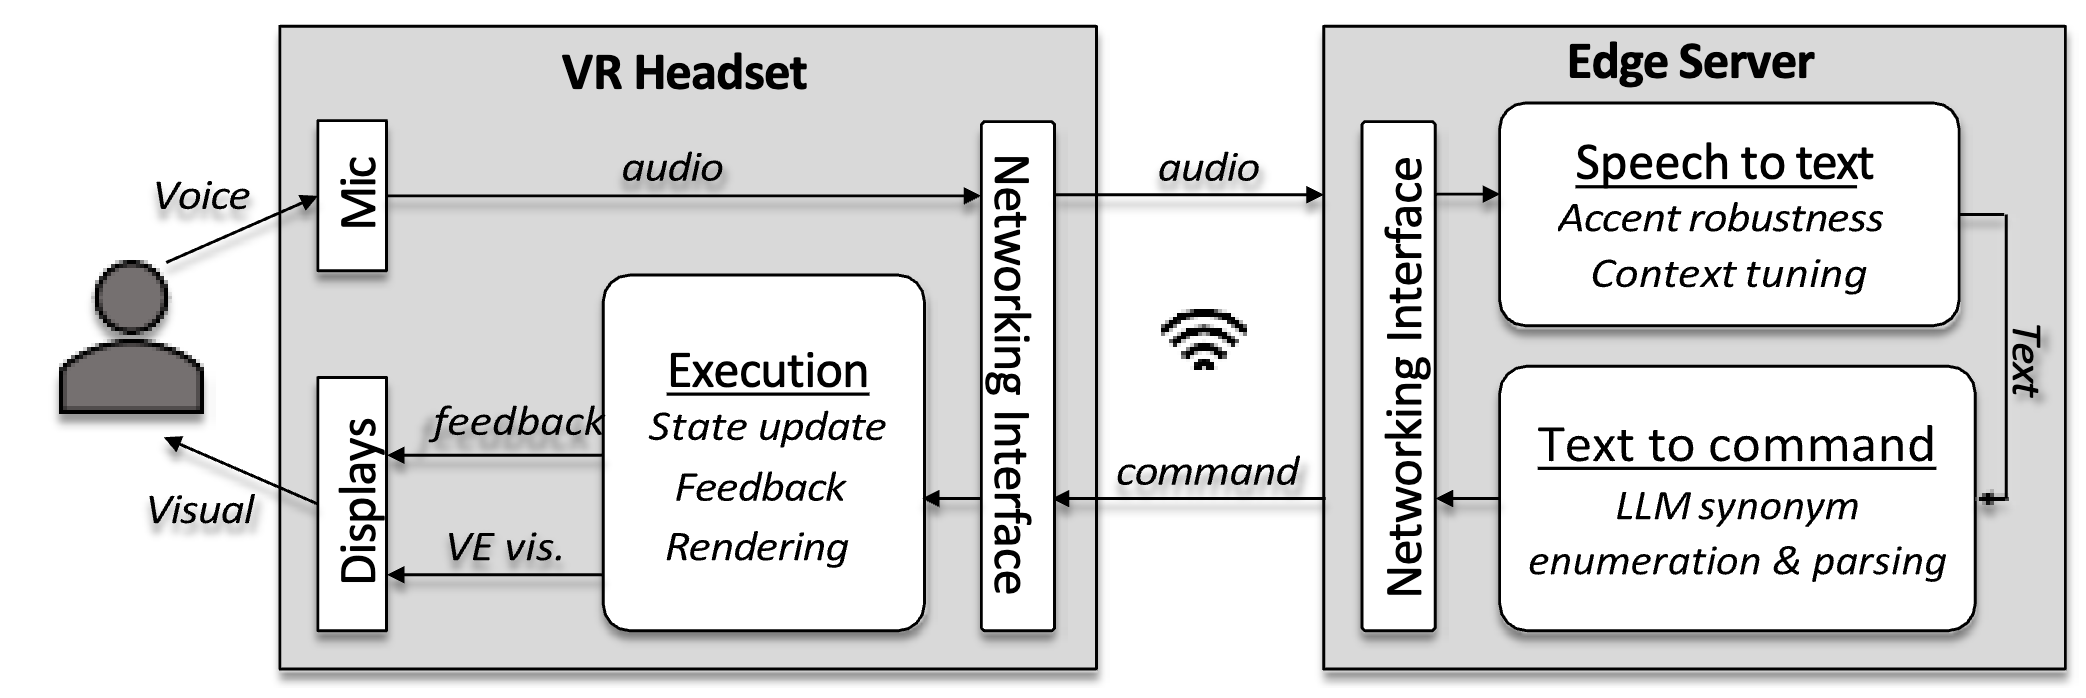 VR Headset
Edge Server
Voice
Mic
audio
Networking Interface
audio
Networking Interface
Speech to text
Accent robustness
Context tuning
Text
Text to command
LLM synonym
enumeration & parsing
command
Execution
State update
Feedback
Rendering
feedback
VE vis.
Displays
Visual